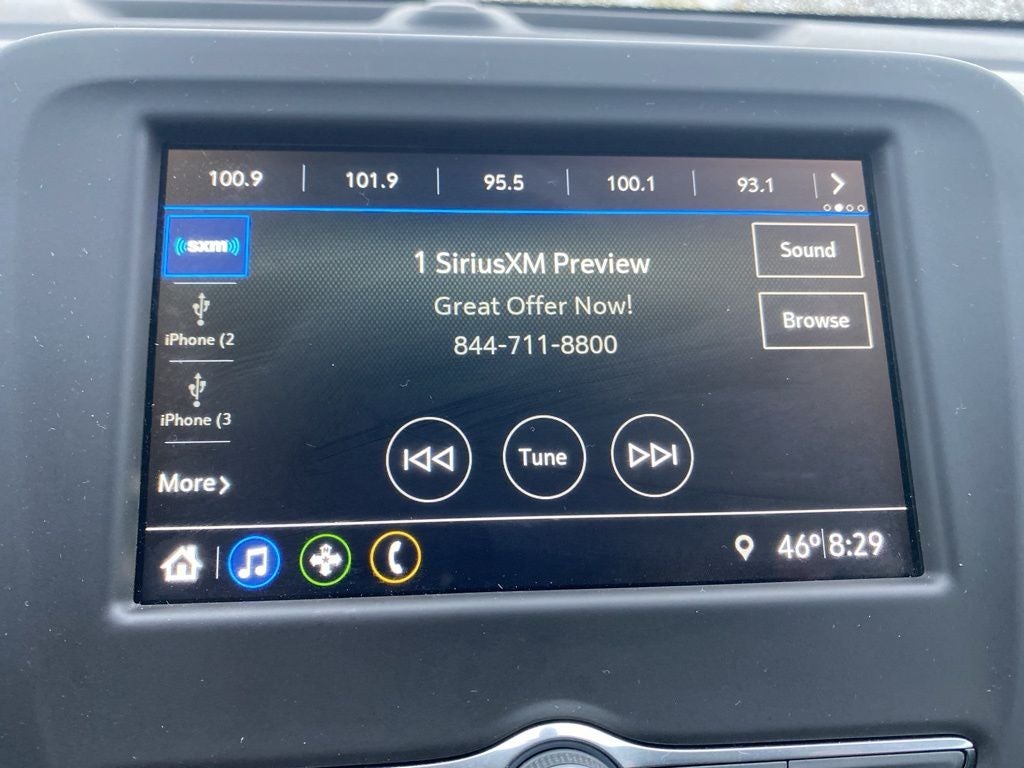 100.9 101.9 95.5 100.1 93.1
sxm
Sound
1 SiriusXM Preview
Great Offer Now!
844-711-8800
Browse
iPhone (2
iPhone (3
More
Tune
46° 8:29